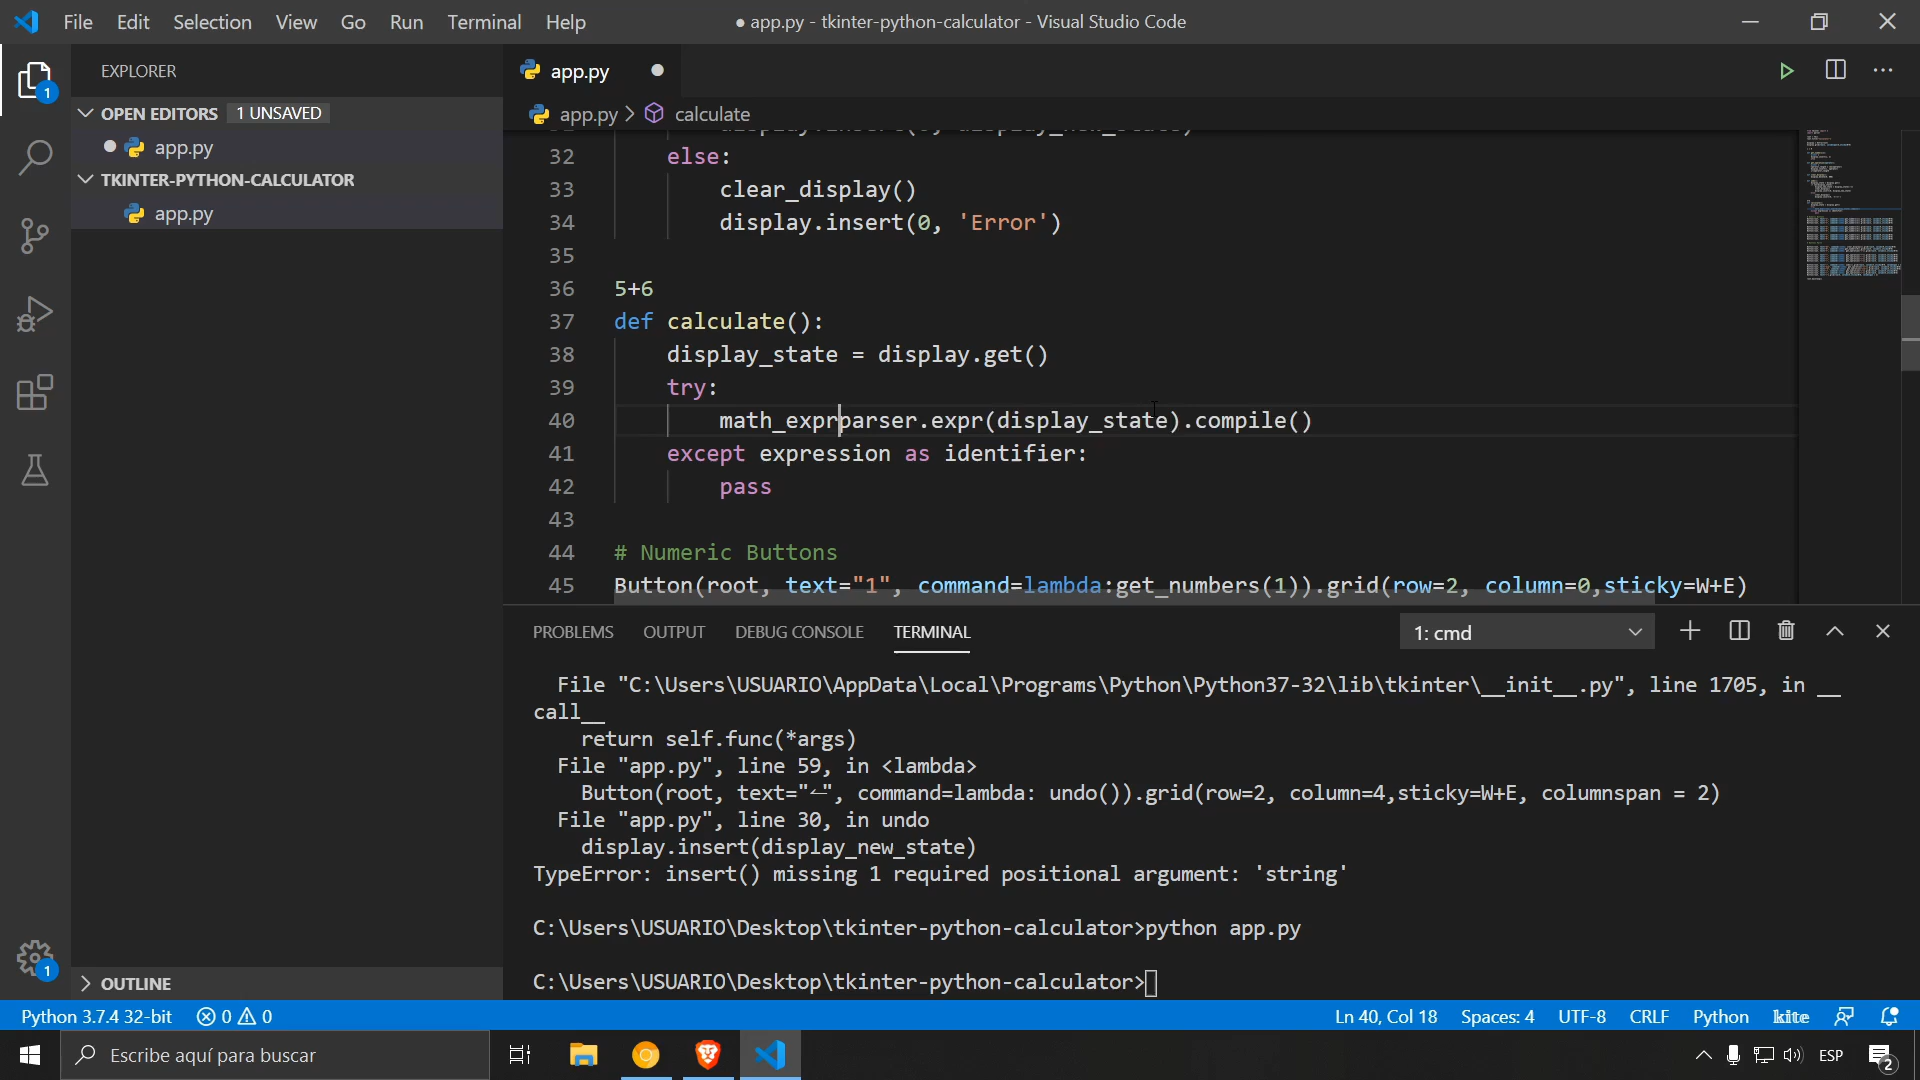 File Edit Selection View Go Run Terminal Help
● app.py - tkinter-python-calculator - Visual Studio Code
EXPLORER
OPEN EDITORS 1 UNSAVED
app.py
TKINTER-PYTHON-CALCULATOR
app.py
OUTLINE
1
1
app.py
app.py > calculate
32 else:
33 clear_display()
34 display.insert(0, 'Error')
35
36 5+6
37 def calculate():
38 display_state = display.get()
39 try:
40 math_exprparser.expr(display_state).compile()
41 except expression as identifier:
42 pass
43
44 # Numeric Buttons
45 Button(root, text="1", command=lambda:get_numbers(1)).grid(row=2, column=0,sticky=W+E)
PROBLEMS OUTPUT DEBUG CONSOLE TERMINAL 1: cmd
File "C:\Users\USUARIO\AppData\Local\Programs\Python\Python37-32\lib\tkinter\__init__.py", line 1705, in __
call__
return self.func(*args)
File "app.py", line 59, in <lambda>
Button(root, text="←", command=lambda: undo()).grid(row=2, column=4,sticky=W+E, columnspan = 2)
File "app.py", line 30, in undo
display.insert(display_new_state)
TypeError: insert() missing 1 required positional argument: 'string'
C:\Users\USUARIO\Desktop\tkinter-python-calculator>python app.py
C:\Users\USUARIO\Desktop\tkinter-python-calculator>
Python 3.7.4 32-bit 0 0 Ln 40, Col 18 Spaces: 4 UTF-8 CRLF Python kite
Escribe aquí para buscar ESP 2